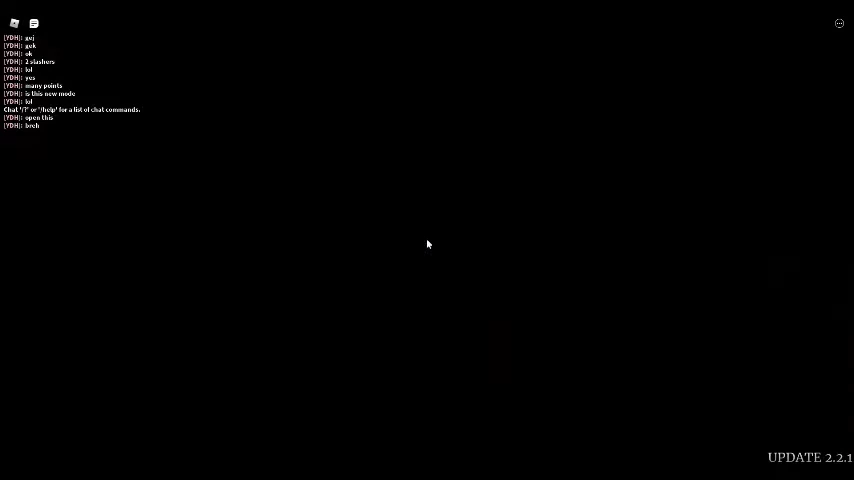 [YDH]: gej
[YDH]: gek
[YDH]: ok
[YDH]: 2 slashers
[YDH]: lol
[YDH]: yes
[YDH]: many points
[YDH]: is this new mode
[YDH]: lol
Chat '/?' or '/help' for a list of chat commands.
[YDH]: open this
[YDH]: breh
UPDATE 2.2.1